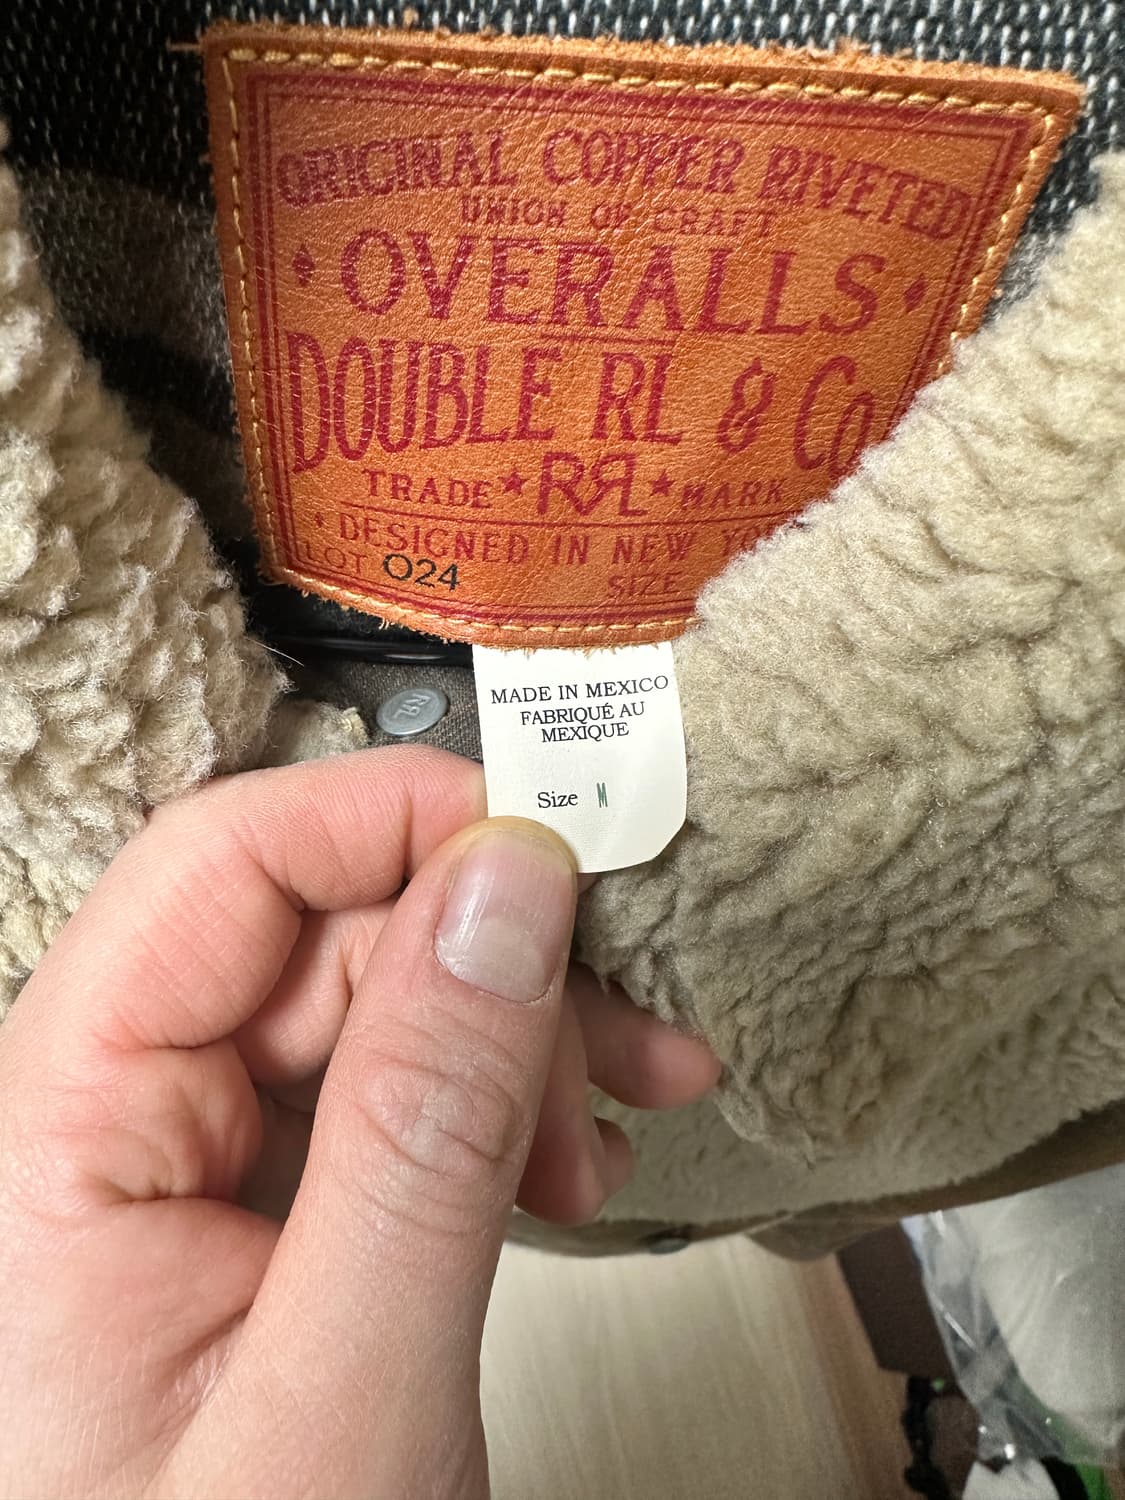 ORIGINAL COPPER RIVETED
UNION OF CRAFT
OVERALLS
DOUBLE RL & Co
TRADE ★ RRL ★ MARK
DESIGNED IN NEW
LOT 024 SIZE
MADE IN MEXICO
FABRIQUÉ AU
MEXIQUE
Size M
RRL